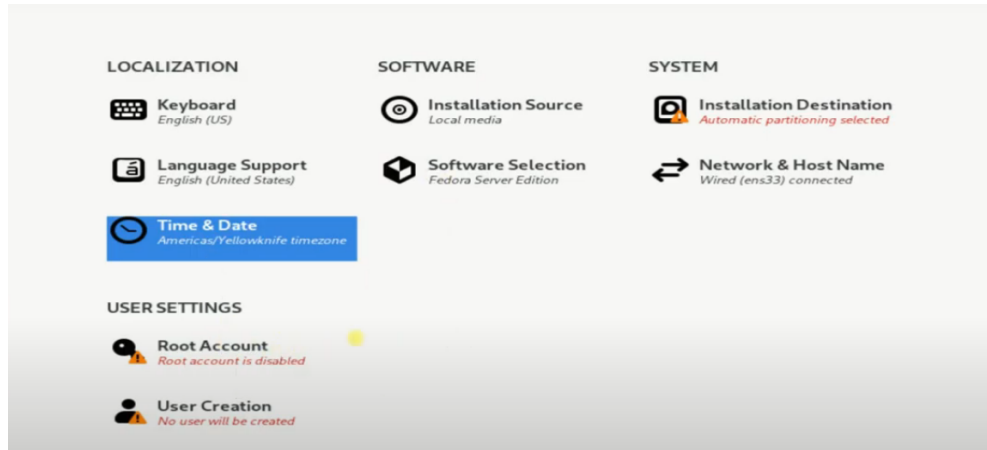 LOCALIZATION
Keyboard
English (US)
Language Support
English (United States)
Time & Date
Americas/Yellowknife timezone
SOFTWARE
Installation Source
Local media
Software Selection
Fedora Server Edition
SYSTEM
Installation Destination
Automatic partitioning selected
Network & Host Name
Wired (ens33) connected
USER SETTINGS
Root Account
Root account is disabled
User Creation
No user will be created